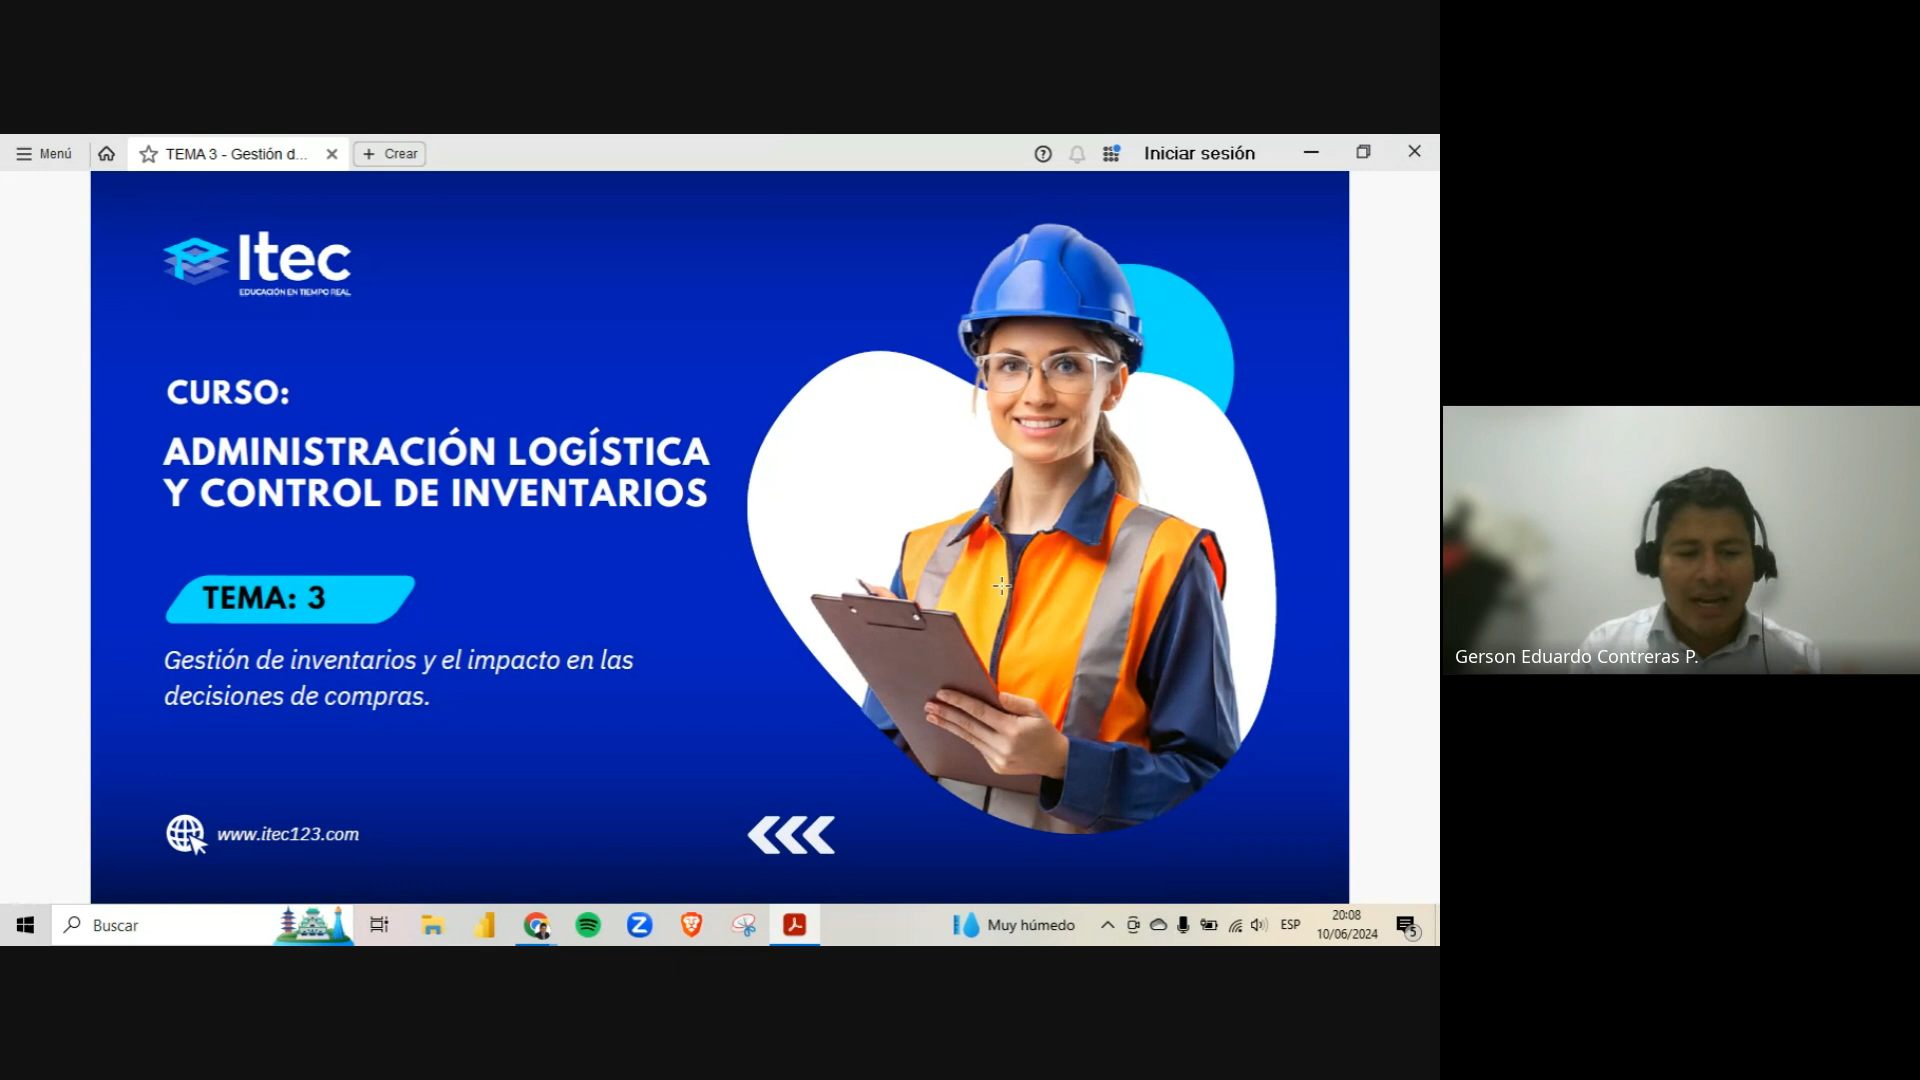 Menú
TEMA 3 - Gestión d...
Crear
Iniciar sesión
Itec
EDUCACIÓN EN TIEMPO REAL
CURSO:
ADMINISTRACIÓN LOGÍSTICA
Y CONTROL DE INVENTARIOS
TEMA: 3
Gestión de inventarios y el impacto en las
decisiones de compras.
www.itec123.com
Gerson Eduardo Contreras P.
Buscar
Muy húmedo
ESP
20:08
10/06/2024
5